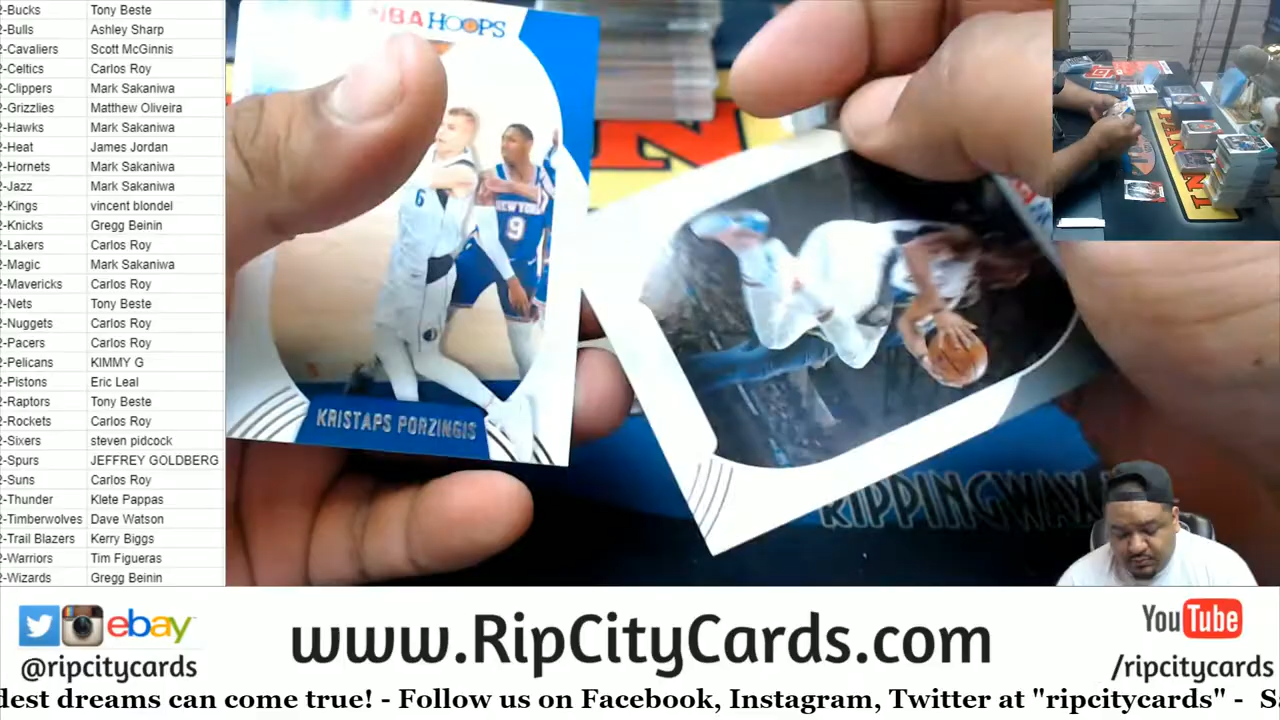 2-Bucks Tony Beste
2-Bulls Ashley Sharp
2-Cavaliers Scott McGinnis
2-Celtics Carlos Roy
2-Clippers Mark Sakaniwa
2-Grizzlies Matthew Oliveira
2-Hawks Mark Sakaniwa
2-Heat James Jordan
2-Hornets Mark Sakaniwa
2-Jazz Mark Sakaniwa
2-Kings vincent blondel
2-Knicks Gregg Beinin
2-Lakers Carlos Roy
2-Magic Mark Sakaniwa
2-Mavericks Carlos Roy
2-Nets Tony Beste
2-Nuggets Carlos Roy
2-Pacers Carlos Roy
2-Pelicans KIMMY G
2-Pistons Eric Leal
2-Raptors Tony Beste
2-Rockets Carlos Roy
2-Sixers steven pidcock
2-Spurs JEFFREY GOLDBERG
2-Suns Carlos Roy
2-Thunder Klete Pappas
2-Timberwolves Dave Watson
2-Trail Blazers Kerry Biggs
2-Warriors Tim Figueras
2-Wizards Gregg Beinin
NBA HOOPS
6
NEW YORK
9
KRISTAPS PORZINGIS
RIPPINGWAX
ebay
@ripcitycards
www.RipCityCards.com
YouTube
/ripcitycards
dest dreams can come true! - Follow us on Facebook, Instagram, Twitter at "ripcitycards" -